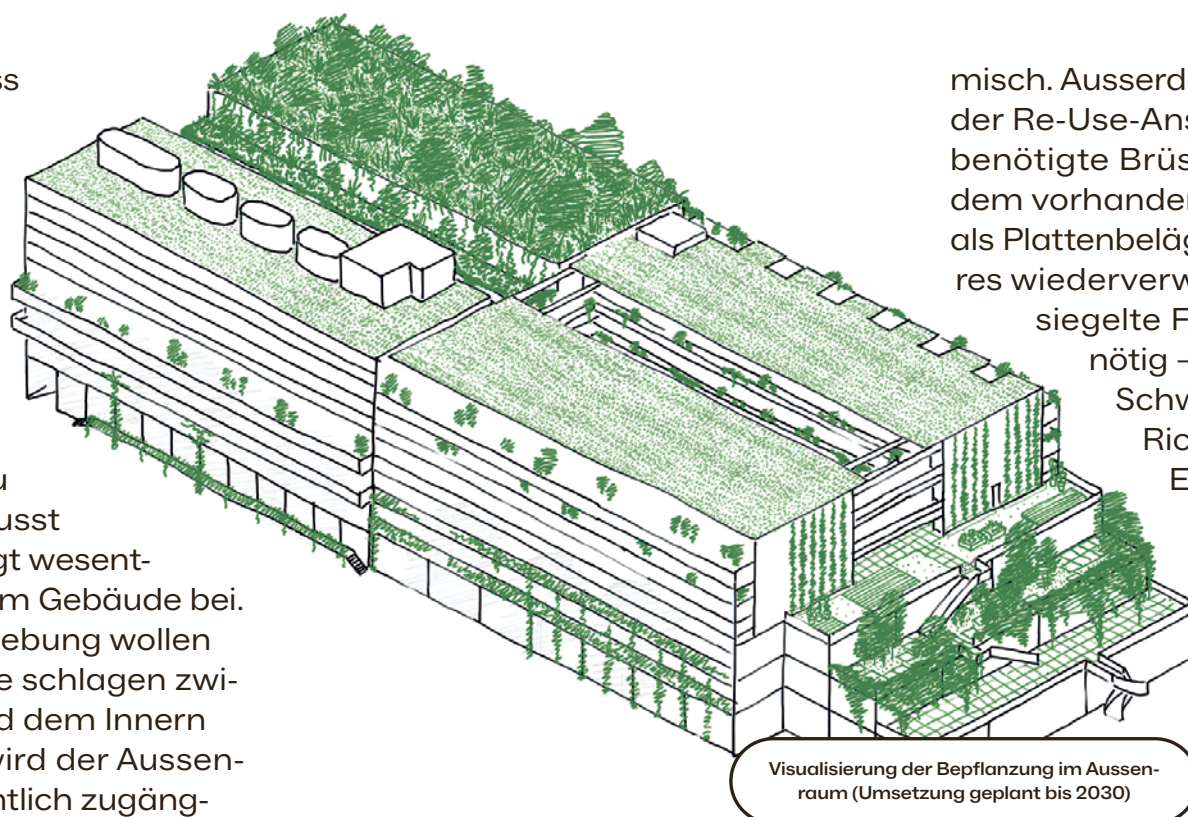 ss
u
usst
gt wesent-
m Gebäude bei.
ebung wollen
e schlagen zwi-
d dem Innern
wird der Aussen-
ntlich zugäng-
misch. Ausserd
der Re-Use-Ans
benötigte Brüs
dem vorhanden
als Plattenbeläg
res wiederverw
siegelte F
nötig –
Schw
Ric
E
Visualisierung der Bepflanzung im Aussen-
raum (Umsetzung geplant bis 2030)